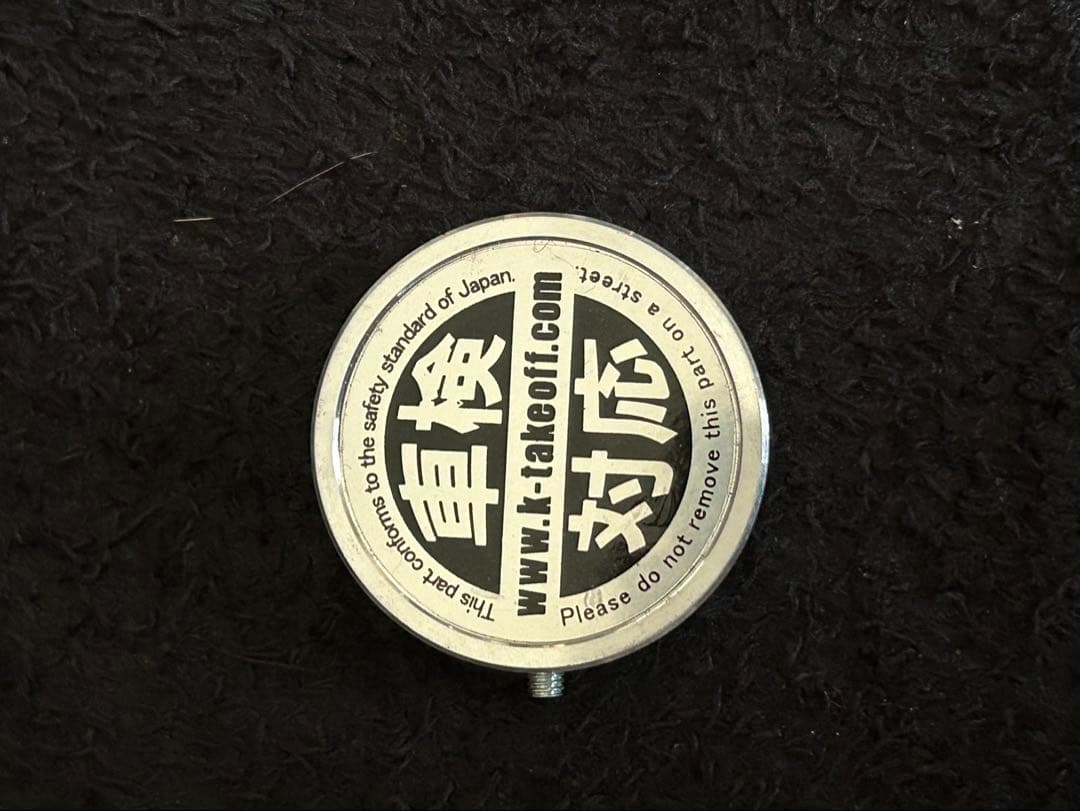 This part conforms to the safety standard of Japan.
車検
www.k-takeoff.com
対応
Please do not remove this part on a street.